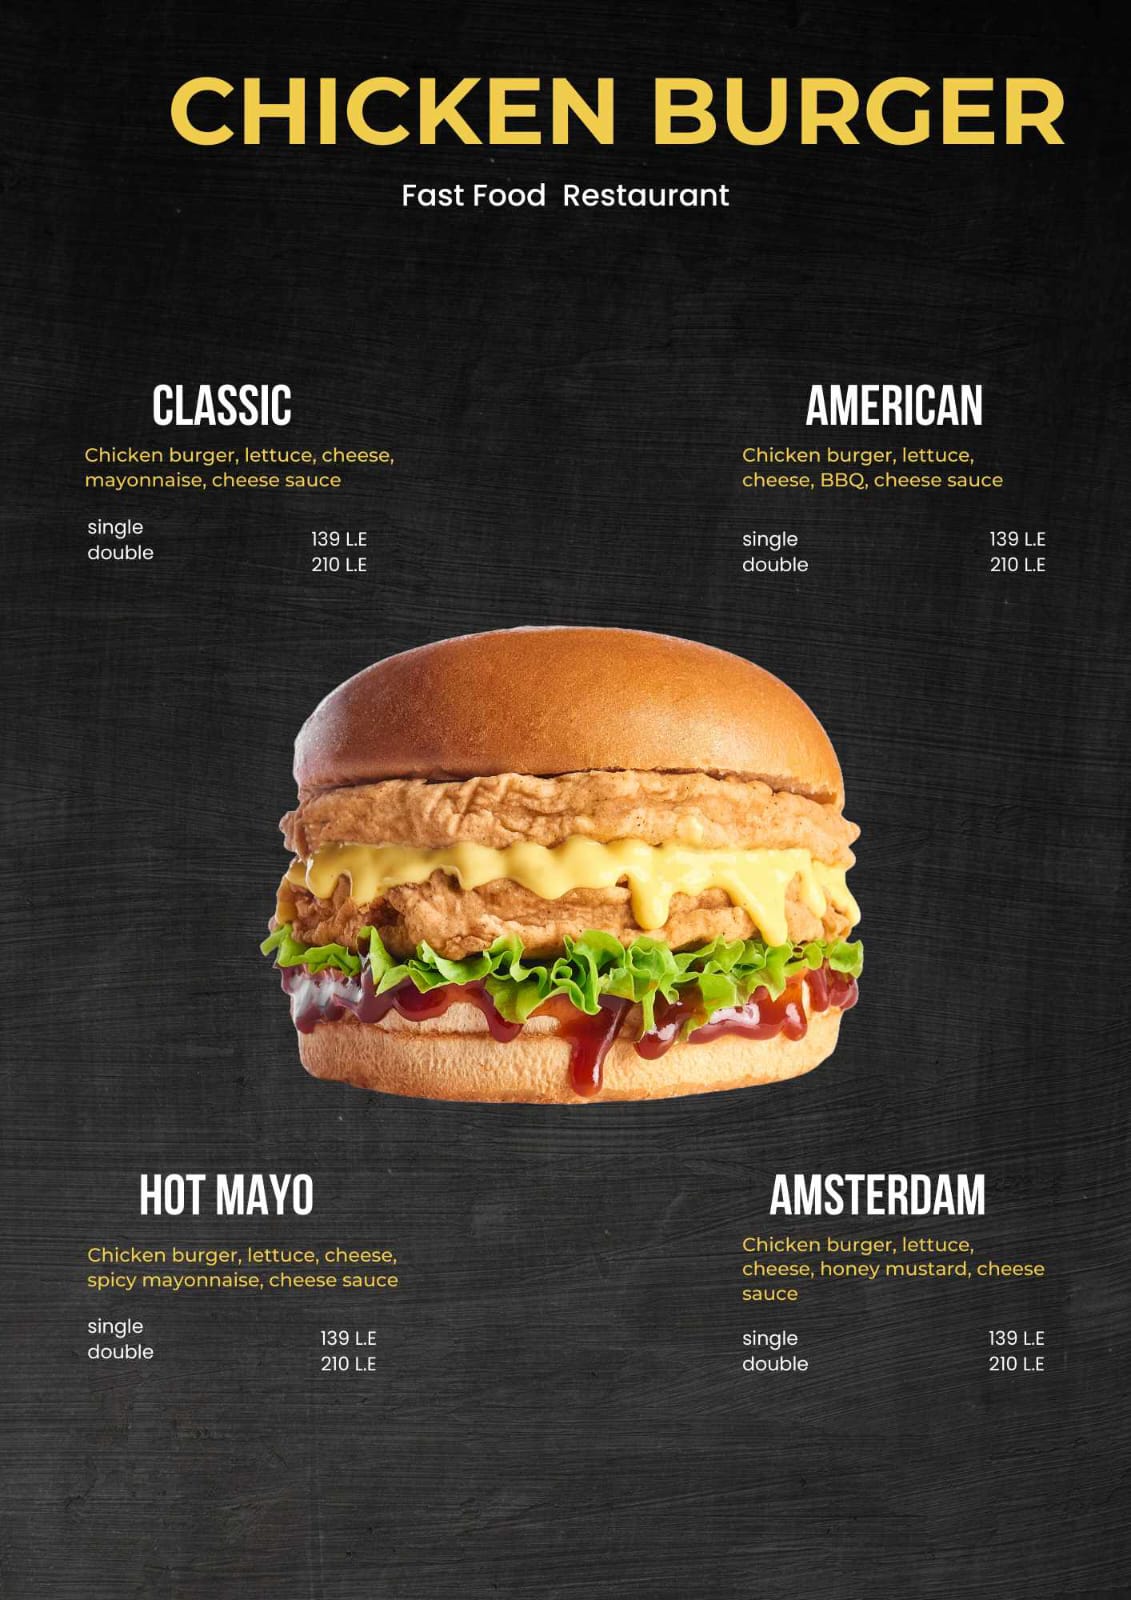 CHICKEN BURGER
Fast Food Restaurant
CLASSIC
Chicken burger, lettuce, cheese,
mayonnaise, cheese sauce
single 139 L.E
double 210 L.E
AMERICAN
Chicken burger, lettuce,
cheese, BBQ, cheese sauce
single 139 L.E
double 210 L.E
HOT MAYO
Chicken burger, lettuce, cheese,
spicy mayonnaise, cheese sauce
single 139 L.E
double 210 L.E
AMSTERDAM
Chicken burger, lettuce,
cheese, honey mustard, cheese
sauce
single 139 L.E
double 210 L.E